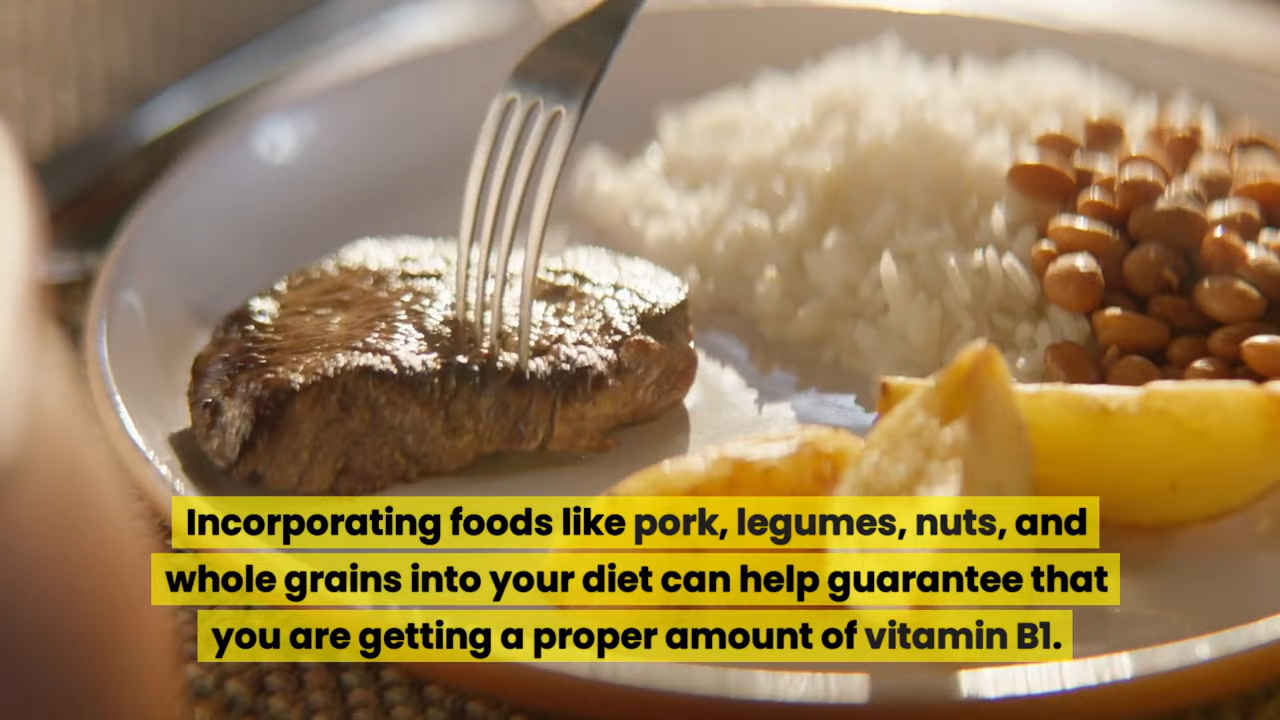 Incorporating foods like pork, legumes, nuts, and
whole grains into your diet can help guarantee that
you are getting a proper amount of vitamin B1.